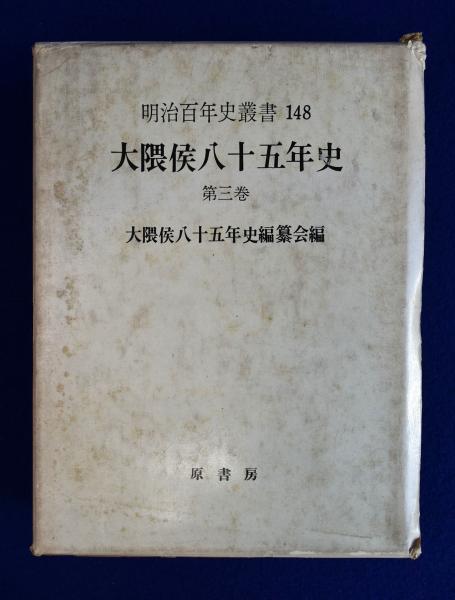 明治百年史叢書 148
大隈侯八十五年史
第三巻
大隈侯八十五年史編纂会編
原書房